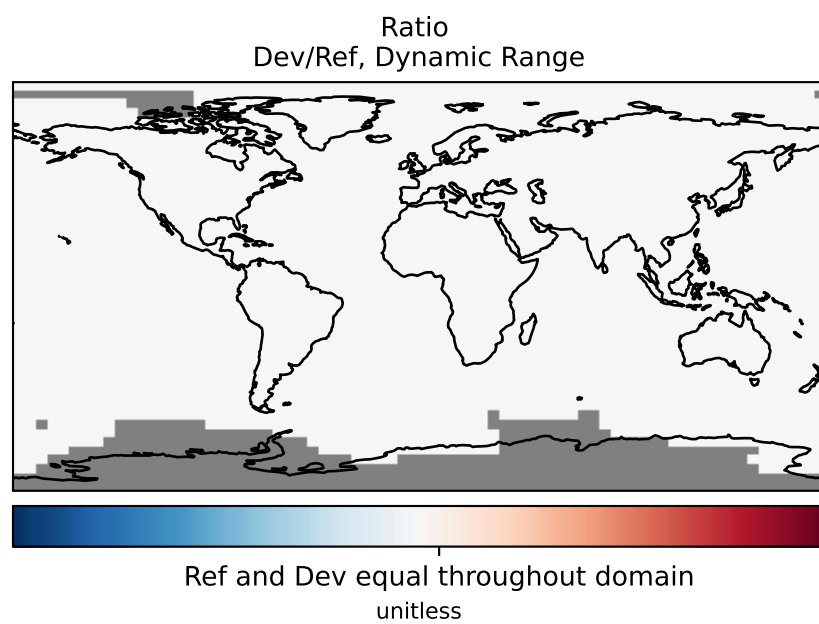 Ratio
Dev/Ref, Dynamic Range
Ref and Dev equal throughout domain
unitless